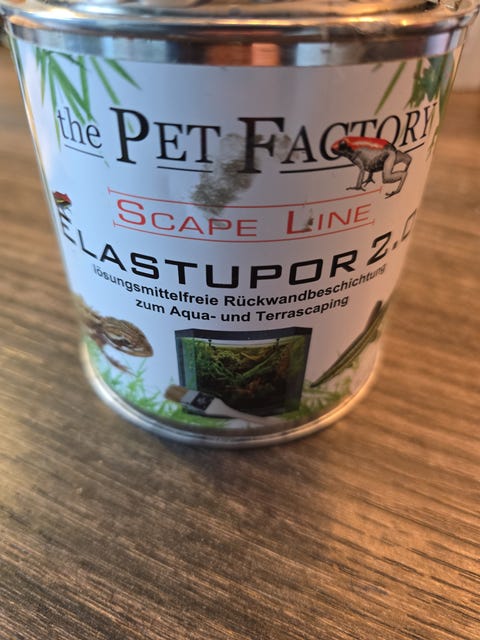 the PET FACTORY
SCAPE LINE
ELASTUPOR 2.0
lösungsmittelfreie Rückwandbeschichtung
zum Aqua- und Terrascaping